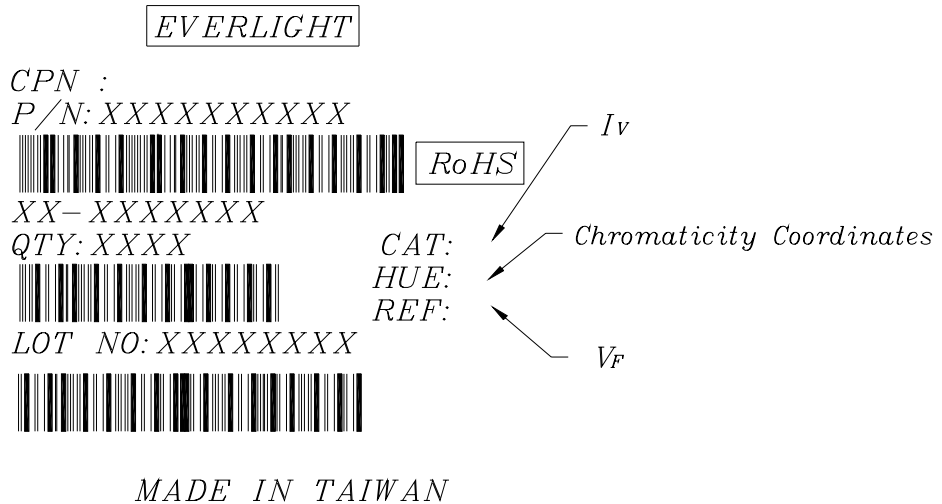 EVERLIGHT
CPN :
P/N: XXXXXXXXXX
RoHS
XX-XXXXXXX
QTY: XXXX
CAT:
HUE:
REF:
Iv
Chromaticity Coordinates
VF
LOT NO: XXXXXXXX
MADE IN TAIWAN